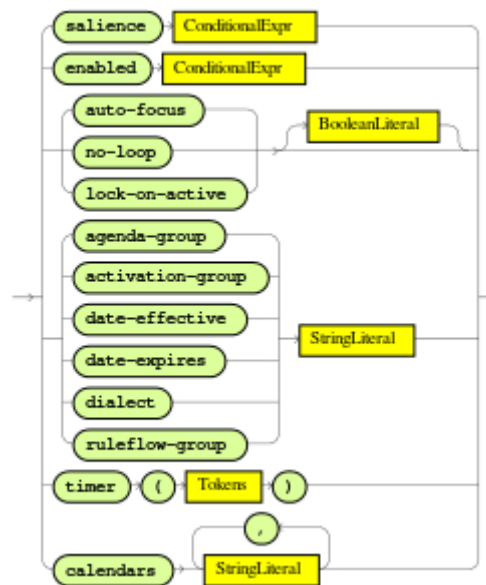 salience ConditionalExpr
enabled ConditionalExpr
auto-focus
BooleanLiteral
no-loop
lock-on-active
agenda-group
activation-group
date-effective
StringLiteral
date-expires
dialect
ruleflow-group
timer ( Tokens )
,
calendars StringLiteral